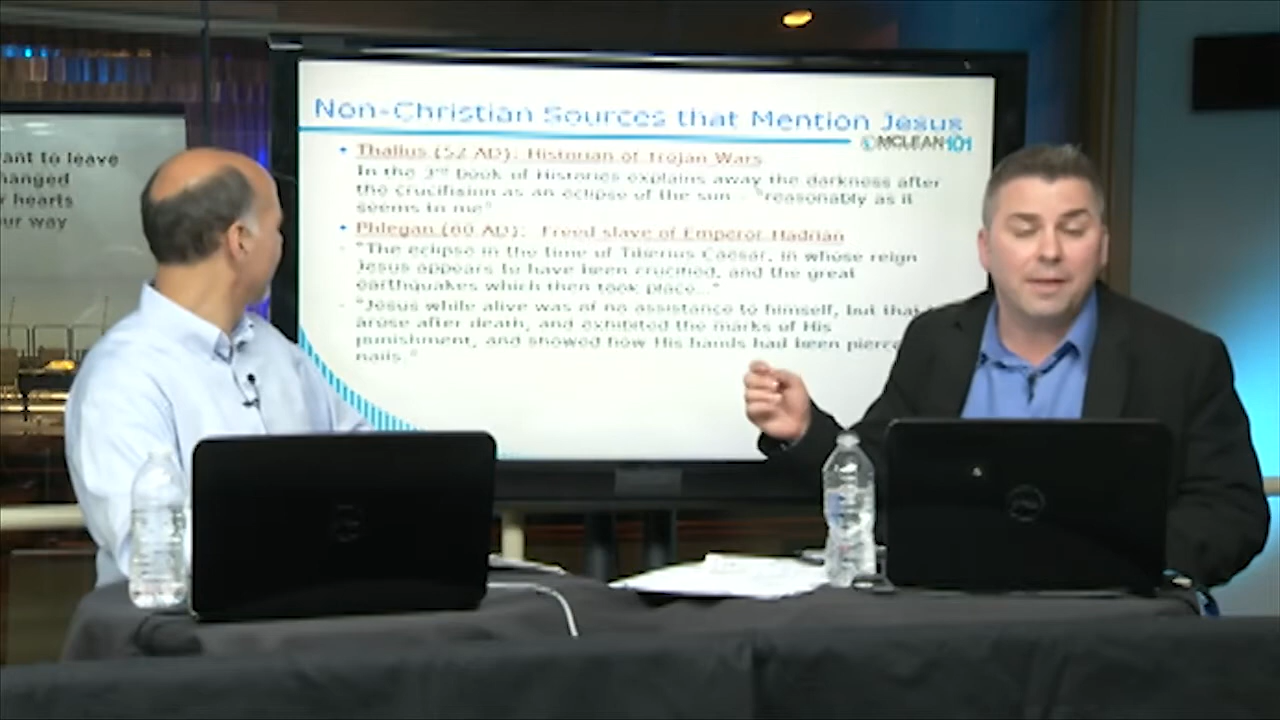 Non-Christian Sources that Mention Jesus
MCLEAN101
• Thallus (52 AD): Historian of Trojan Wars
In the 3rd book of Histories explains away the darkness after
the crucifixion as an eclipse of the sun - "reasonably as it
seems to me"
• Phlegan (80 AD): Freed slave of Emperor Hadrian
- "The eclipse in the time of Tiberius Caesar, in whose reign
Jesus appears to have been crucified, and the great
earthquakes which then took place..."
- "Jesus while alive was of no assistance to himself, but that
arose after death, and exhibited the marks of His
punishment, and showed how His hands had been pierce
nails."
ant to leave
hanged
r hearts
our way
DELL